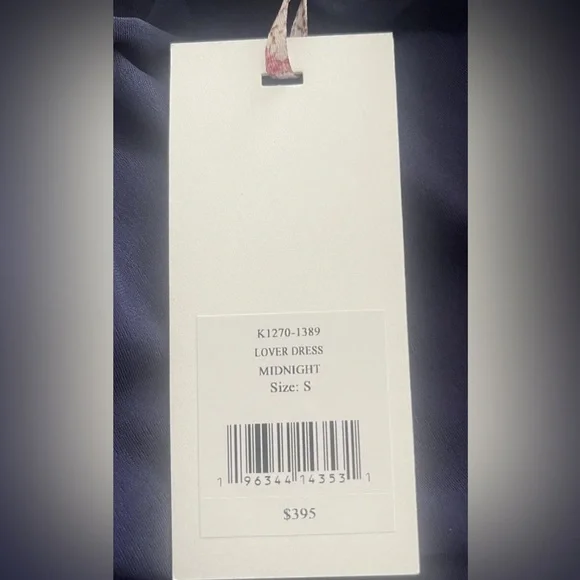 K1270-1389
LOVER DRESS
MIDNIGHT
Size: S
1 96344 14353 1
$395